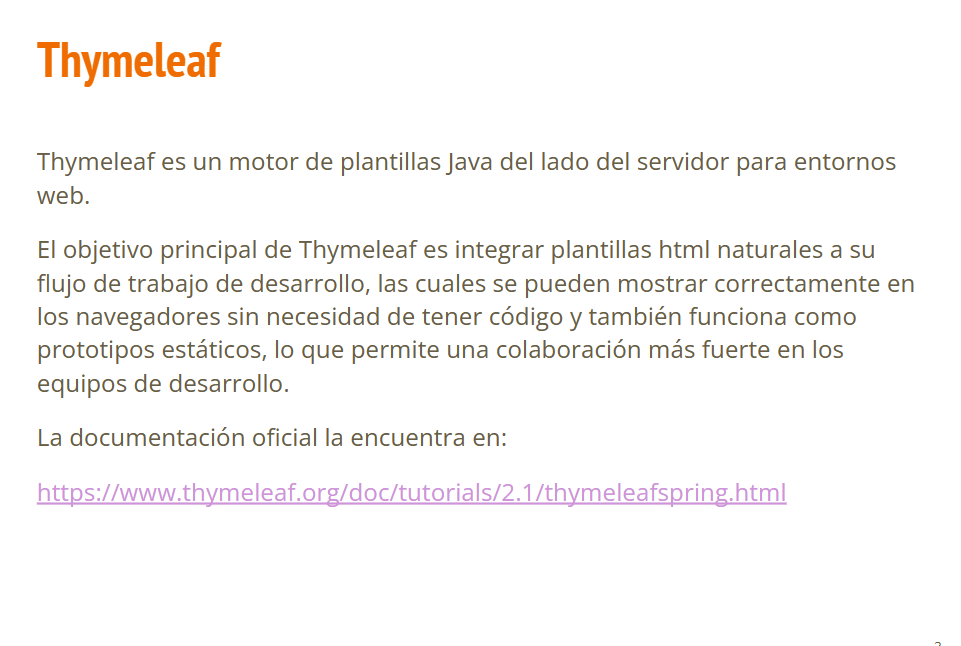 Thymeleaf
Thymeleaf es un motor de plantillas Java del lado del servidor para entornos
web.
El objetivo principal de Thymeleaf es integrar plantillas html naturales a su
flujo de trabajo de desarrollo, las cuales se pueden mostrar correctamente en
los navegadores sin necesidad de tener código y también funciona como
prototipos estáticos, lo que permite una colaboración más fuerte en los
equipos de desarrollo.
La documentación oficial la encuentra en:
https://www.thymeleaf.org/doc/tutorials/2.1/thymeleafspring.html